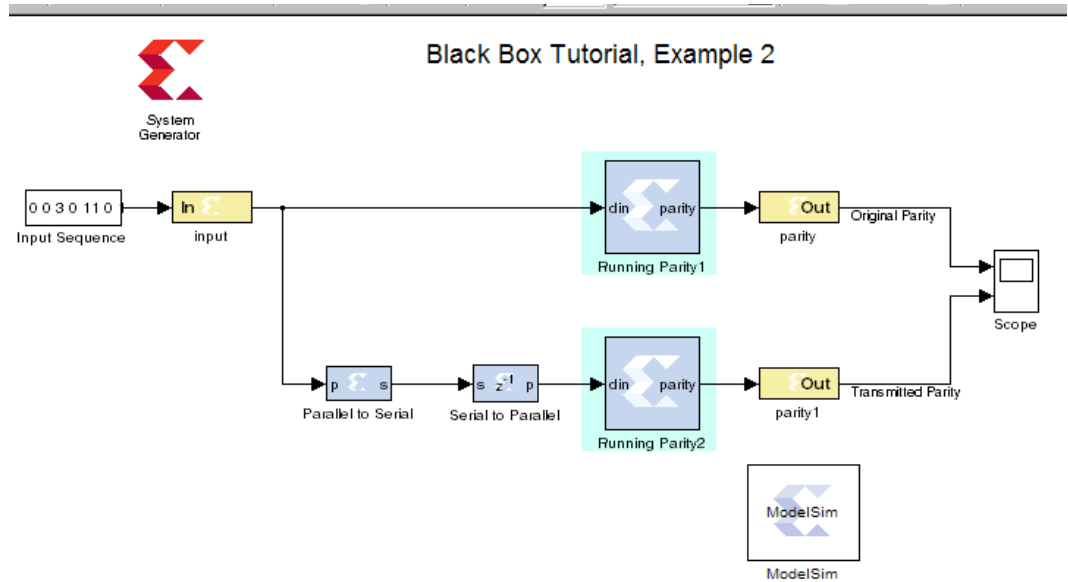 Black Box Tutorial, Example 2
System
Generator
0 0 3 0 11 0
Input Sequence
In
input
din parity
Running Parity1
Out
parity
Original Parity
Scope
p s
Parallel to Serial
s z-1 p
Serial to Parallel
din parity
Running Parity2
Out
parity1
Transmitted Parity
ModelSim
ModelSim